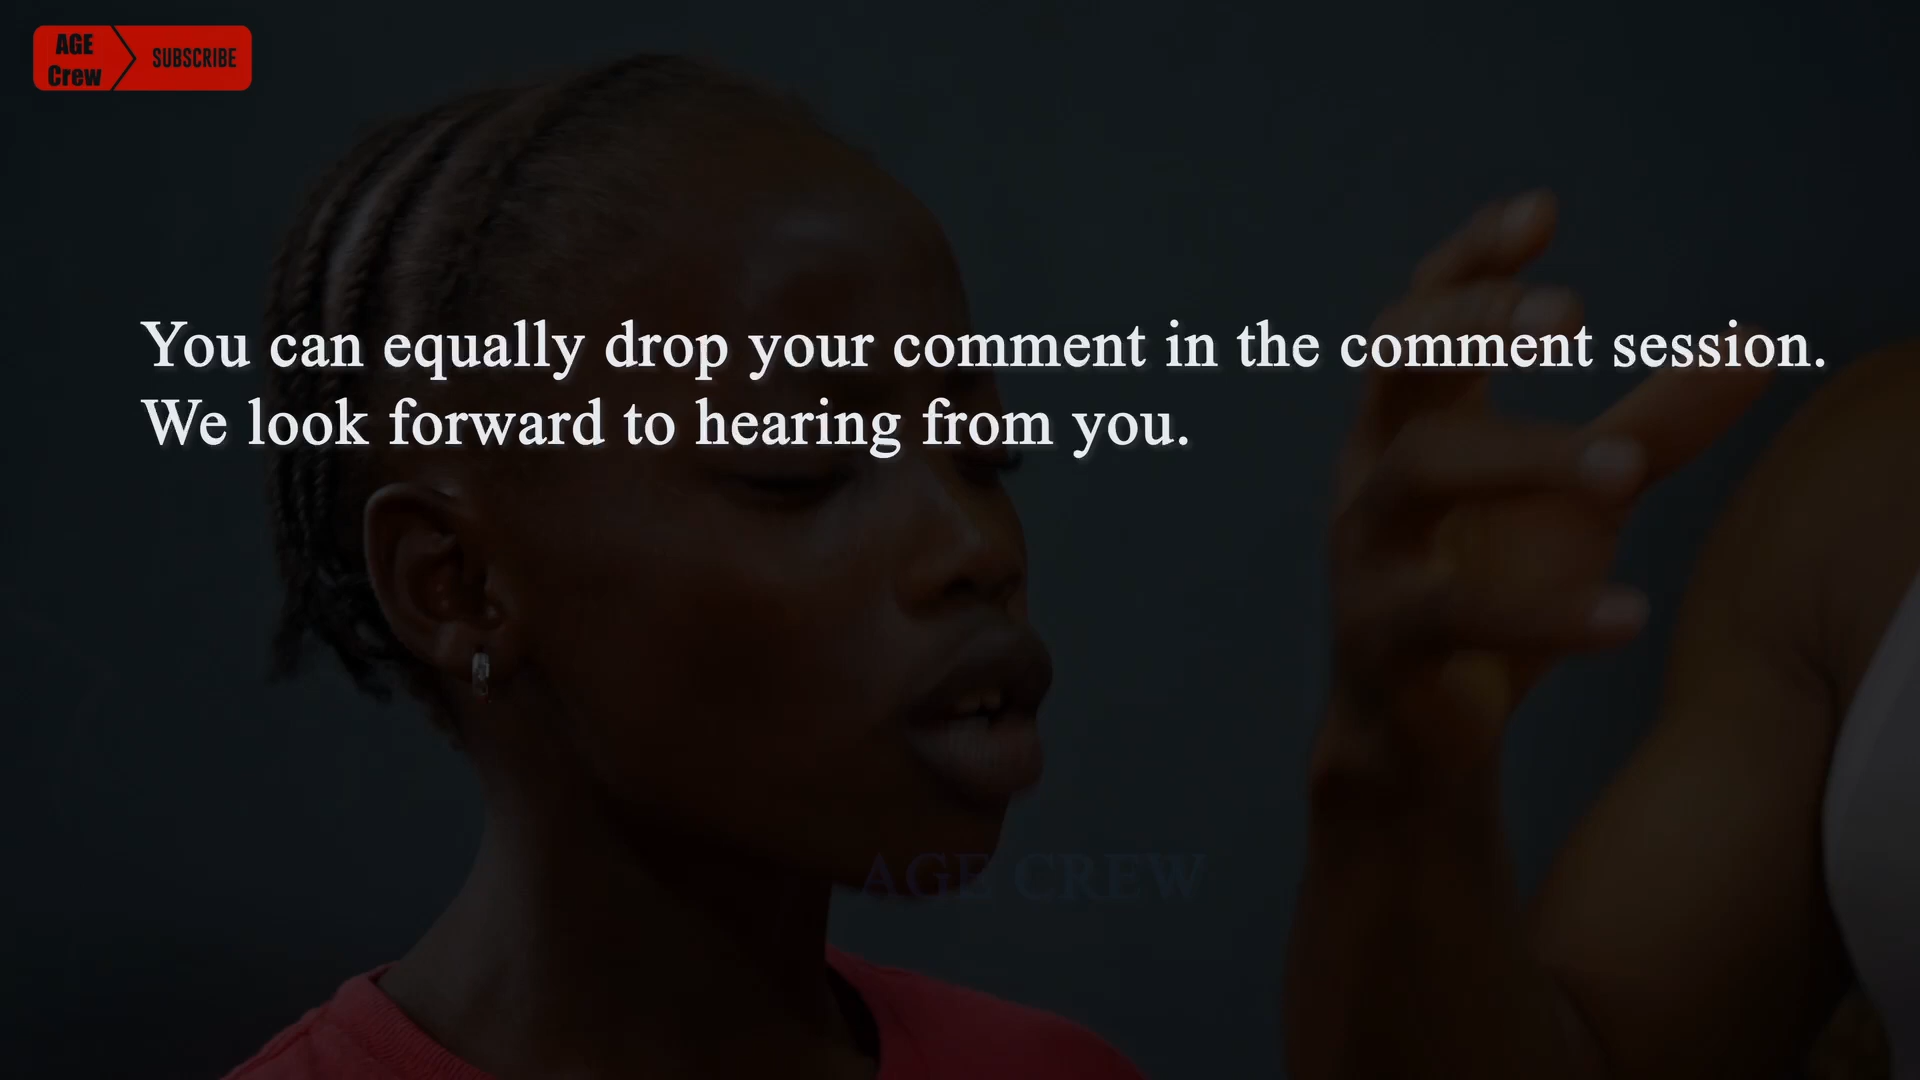 AGE
Crew
SUBSCRIBE
You can equally drop your comment in the comment session.
We look forward to hearing from you.
AGE CREW